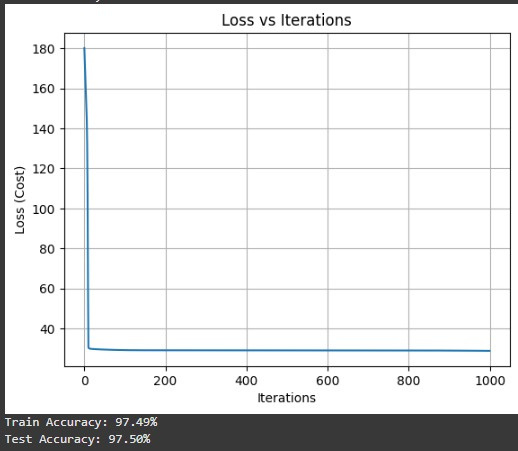 Loss vs Iterations
180
160
140
120
100
80
60
40
Loss (Cost)
0 200 400 600 800 1000
Iterations
Train Accuracy: 97.49%
Test Accuracy: 97.50%